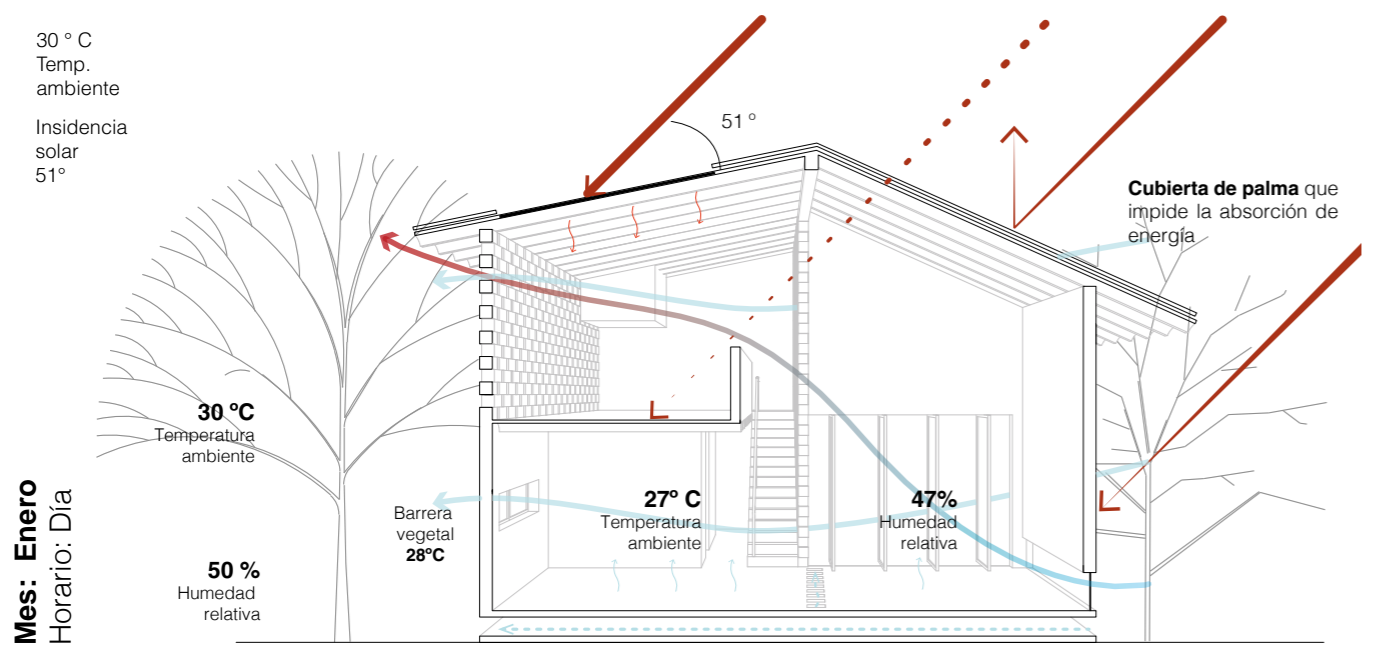 30 ° C
Temp.
ambiente
Insidencia
solar
51°
51 °
Cubierta de palma que
impide la absorción de
energía
30 ºC
Temperatura
ambiente
Barrera
vegetal
28ºC
27º C
Temperatura
ambiente
47%
Humedad
relativa
50 %
Humedad
relativa
Mes: Enero
Horario: Día